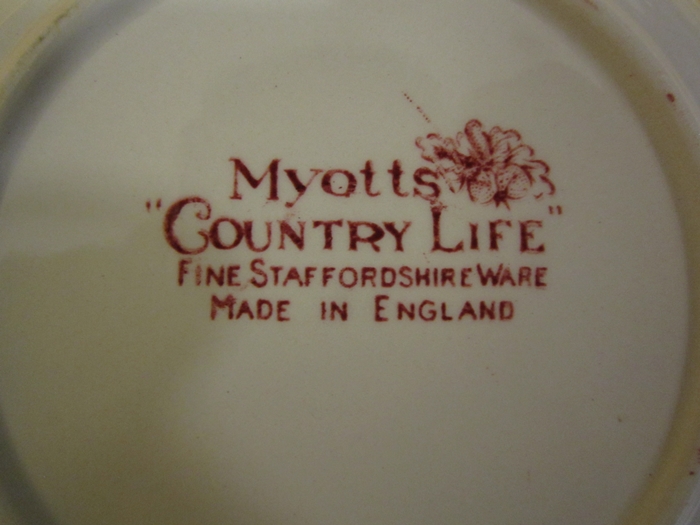 Myotts
"COUNTRY LIFE"
FINE STAFFORDSHIRE WARE
MADE IN ENGLAND